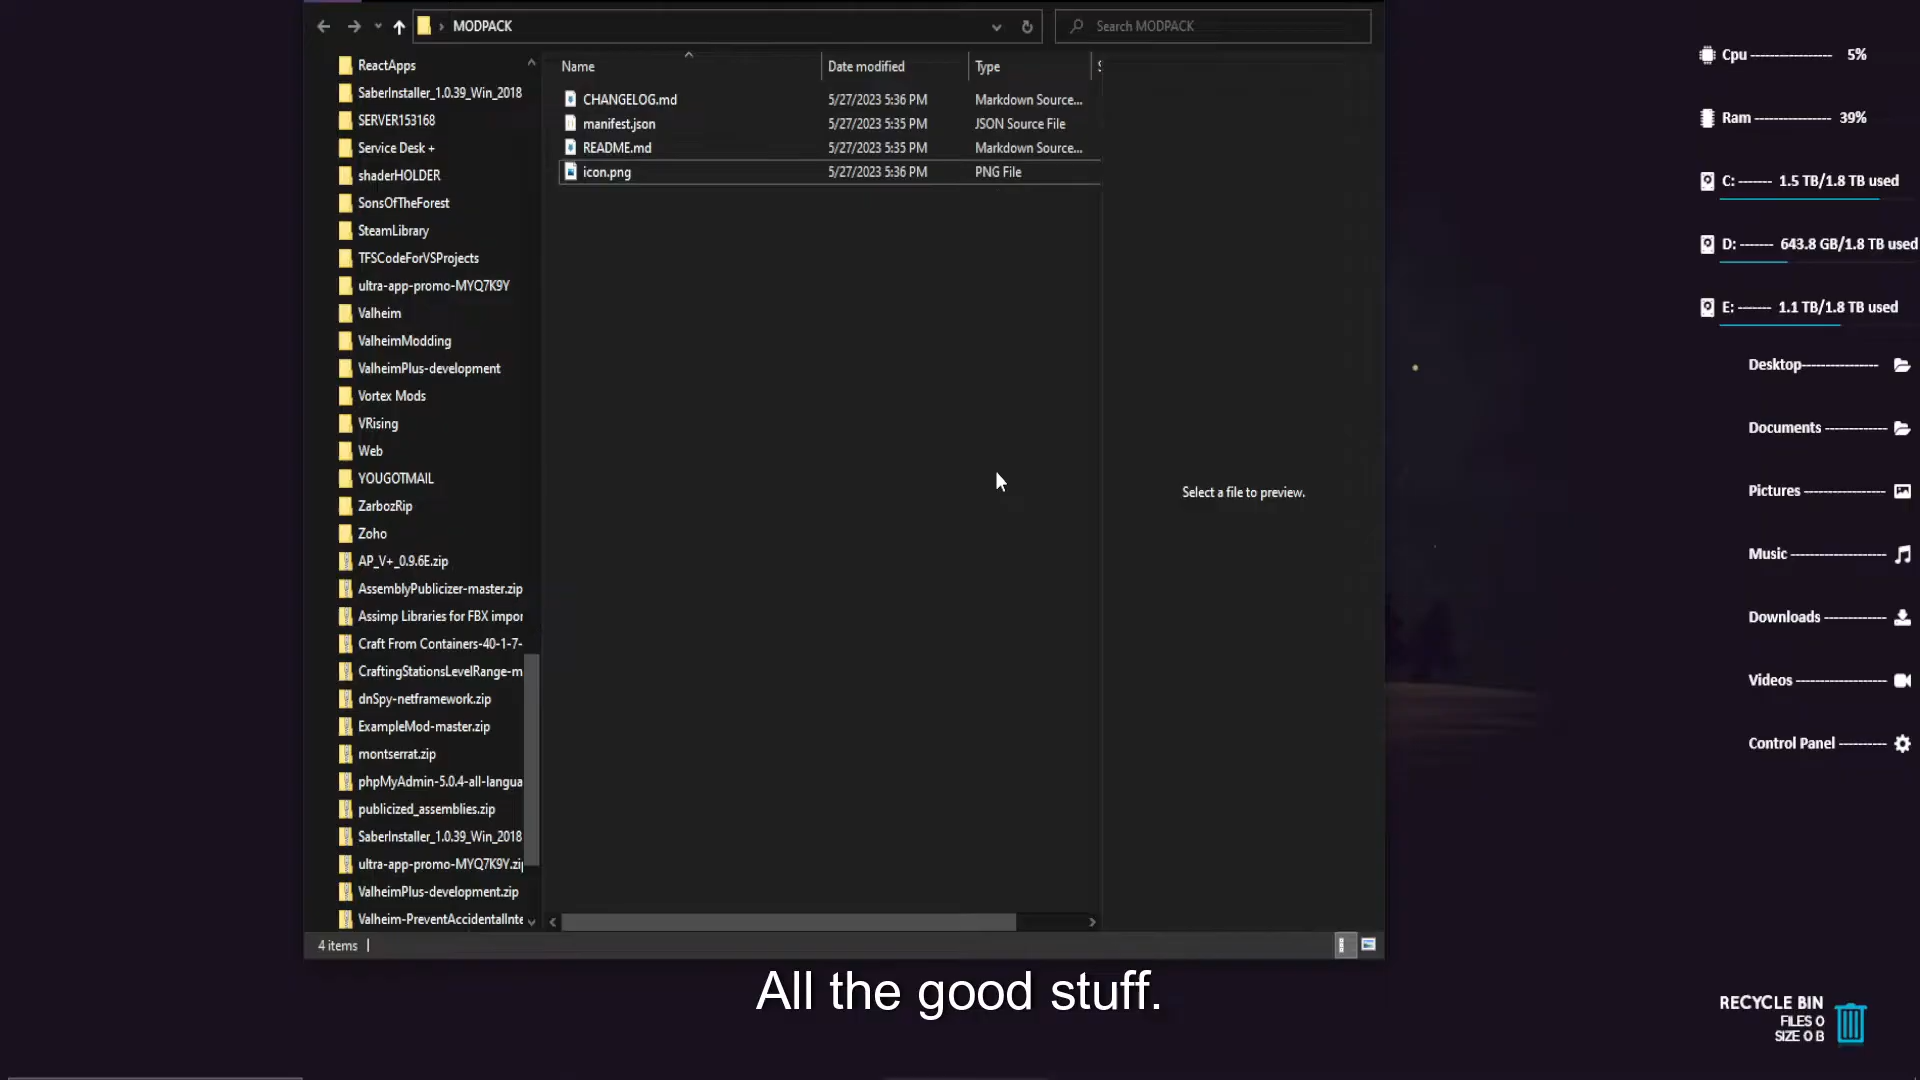 MODPACK
Search MODPACK
Name
Date modified
Type
CHANGELOG.md 5/27/2023 5:36 PM Markdown Source...
manifest.json 5/27/2023 5:35 PM JSON Source File
README.md 5/27/2023 5:35 PM Markdown Source...
icon.png 5/27/2023 5:36 PM PNG File
ReactApps
SaberInstaller_1.0.39_Win_2018
SERVER153168
Service Desk +
shaderHOLDER
SonsOfTheForest
SteamLibrary
TFSCodeForVSProjects
ultra-app-promo-MYQ7K9Y
Valheim
ValheimModding
ValheimPlus-development
Vortex Mods
VRising
Web
YOUGOTMAIL
ZarbozRip
Zoho
AP_V+_0.9.6E.zip
AssemblyPublicizer-master.zip
Assimp Libraries for FBX impor
Craft From Containers-40-1-7-
CraftingStationsLevelRange-m
dnSpy-netframework.zip
ExampleMod-master.zip
montserrat.zip
phpMyAdmin-5.0.4-all-langua
publicized_assemblies.zip
SaberInstaller_1.0.39_Win_2018
ultra-app-promo-MYQ7K9Y.zi
ValheimPlus-development.zip
Valheim-PreventAccidentalInte
Select a file to preview.
4 items
Cpu ---------------- 5%
Ram --------------- 39%
C: ------- 1.5 TB/1.8 TB used
D: ------- 643.8 GB/1.8 TB used
E: ------- 1.1 TB/1.8 TB used
Desktop---------------
Documents ------------
Pictures ----------------
Music -------------------
Downloads ------------
Videos ------------------
Control Panel ---------
RECYCLE BIN
FILES 0
SIZE 0 B
All the good stuff.